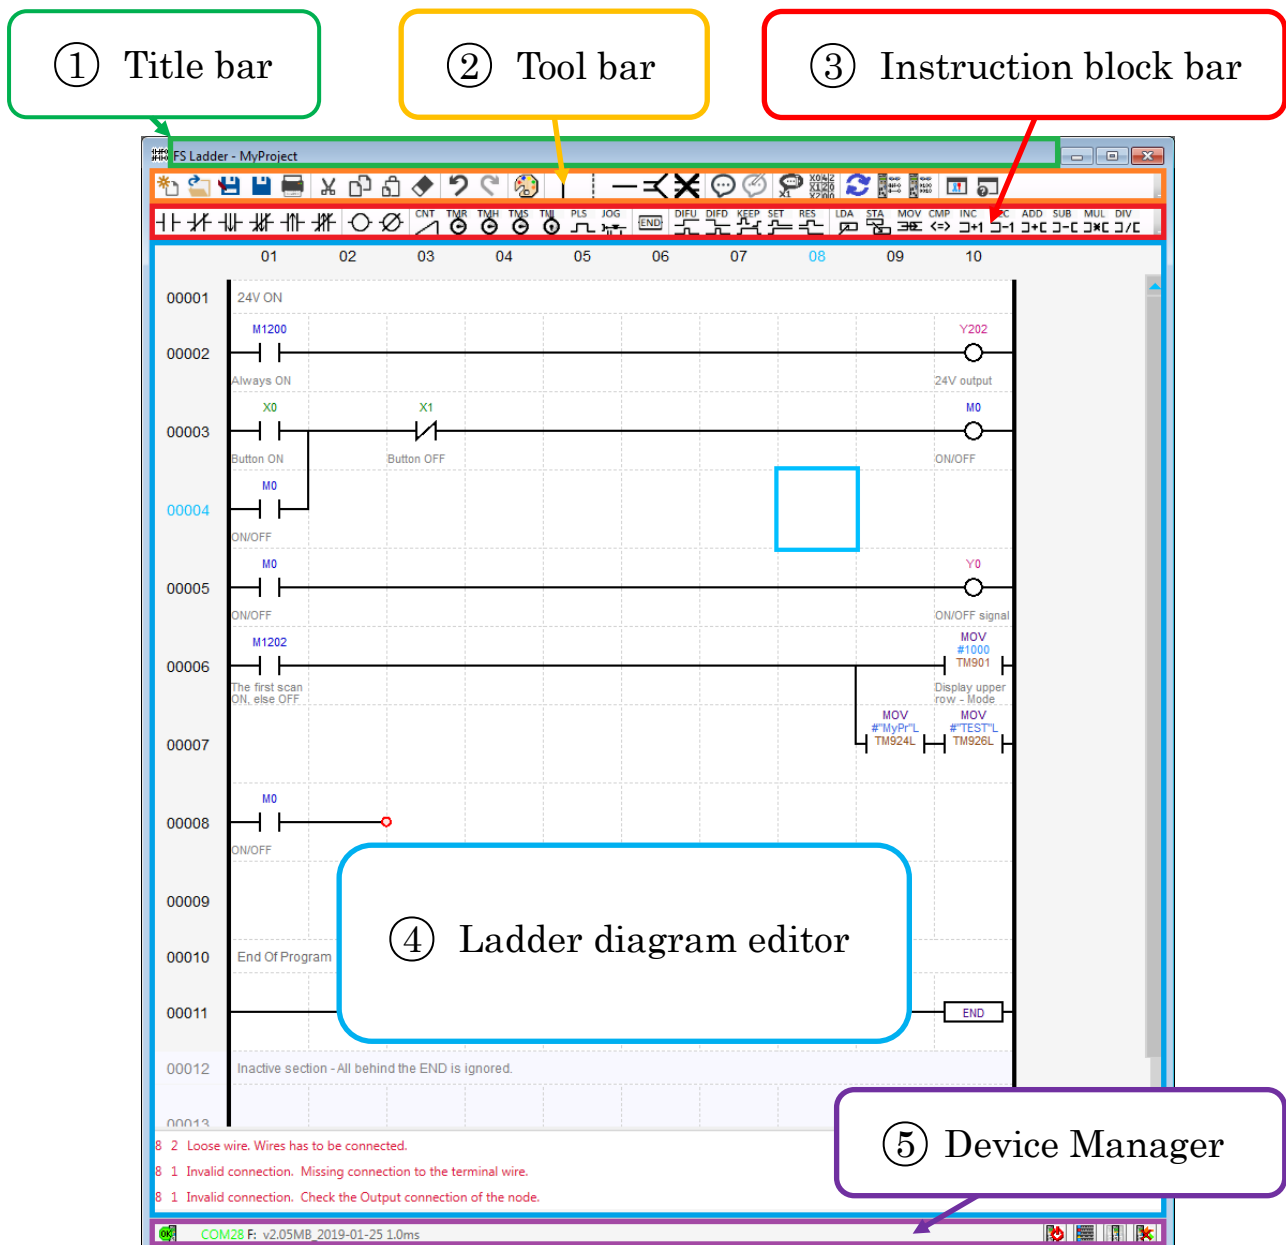 ① Title bar
② Tool bar
③ Instruction block bar
FS Ladder - MyProject
CNT TMR TMH TMS TMI PLS JOG END DIFU DIFD KEEP SET RES LDA STA MOV CMP INC ADD SUB MUL DIV
01 02 03 04 05 06 07 08 09 10
00001 24V ON
M1200 Y202
00002
Always ON 24V output
X0 X1 M0
00003
Button ON Button OFF ON/OFF
M0
00004
ON/OFF
M0 Y0
00005
ON/OFF ON/OFF signal
M1202 MOV
#1000
00006 TM901
The first scan Display upper
ON, else OFF row - Mode
MOV MOV
#"MyPr"L #"TEST"L
00007 TM924L TM926L
M0
00008
ON/OFF
00009
④ Ladder diagram editor
00010 End Of Program
00011 END
00012 Inactive section - All behind the END is ignored.
00013
8 2 Loose wire. Wires has to be connected.
8 1 Invalid connection. Missing connection to the terminal wire.
8 1 Invalid connection. Check the Output connection of the node.
⑤ Device Manager
OK COM28 F: v2.05MB_2019-01-25 1.0ms